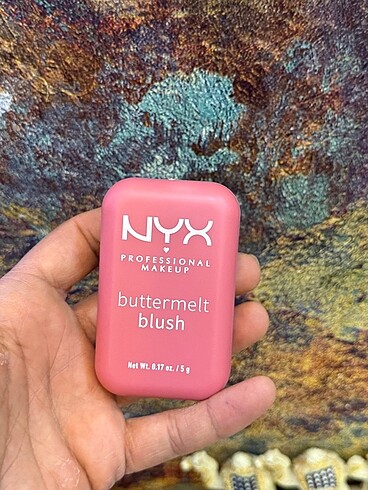 NYX
PROFESSIONAL
MAKEUP
buttermelt
blush
Net Wt. 0.17 oz. / 5 g